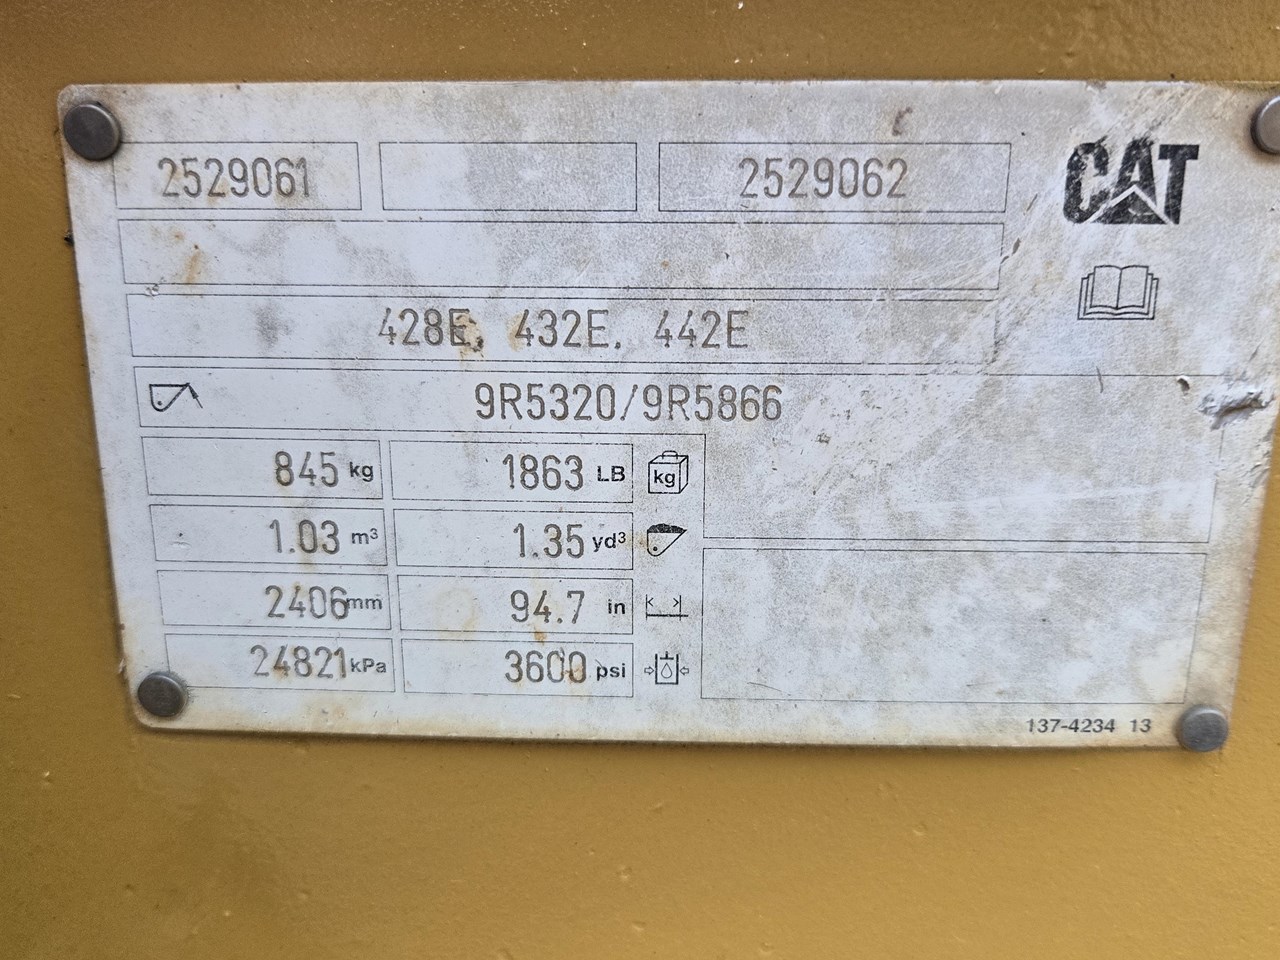 2529061 2529062 CAT
428E, 432E, 442E
9R5320/9R5866
845 kg 1863 LB kg
1.03 m³ 1.35 yd³
2406 mm 94.7 in
24821 kPa 3600 psi
137-4234 13